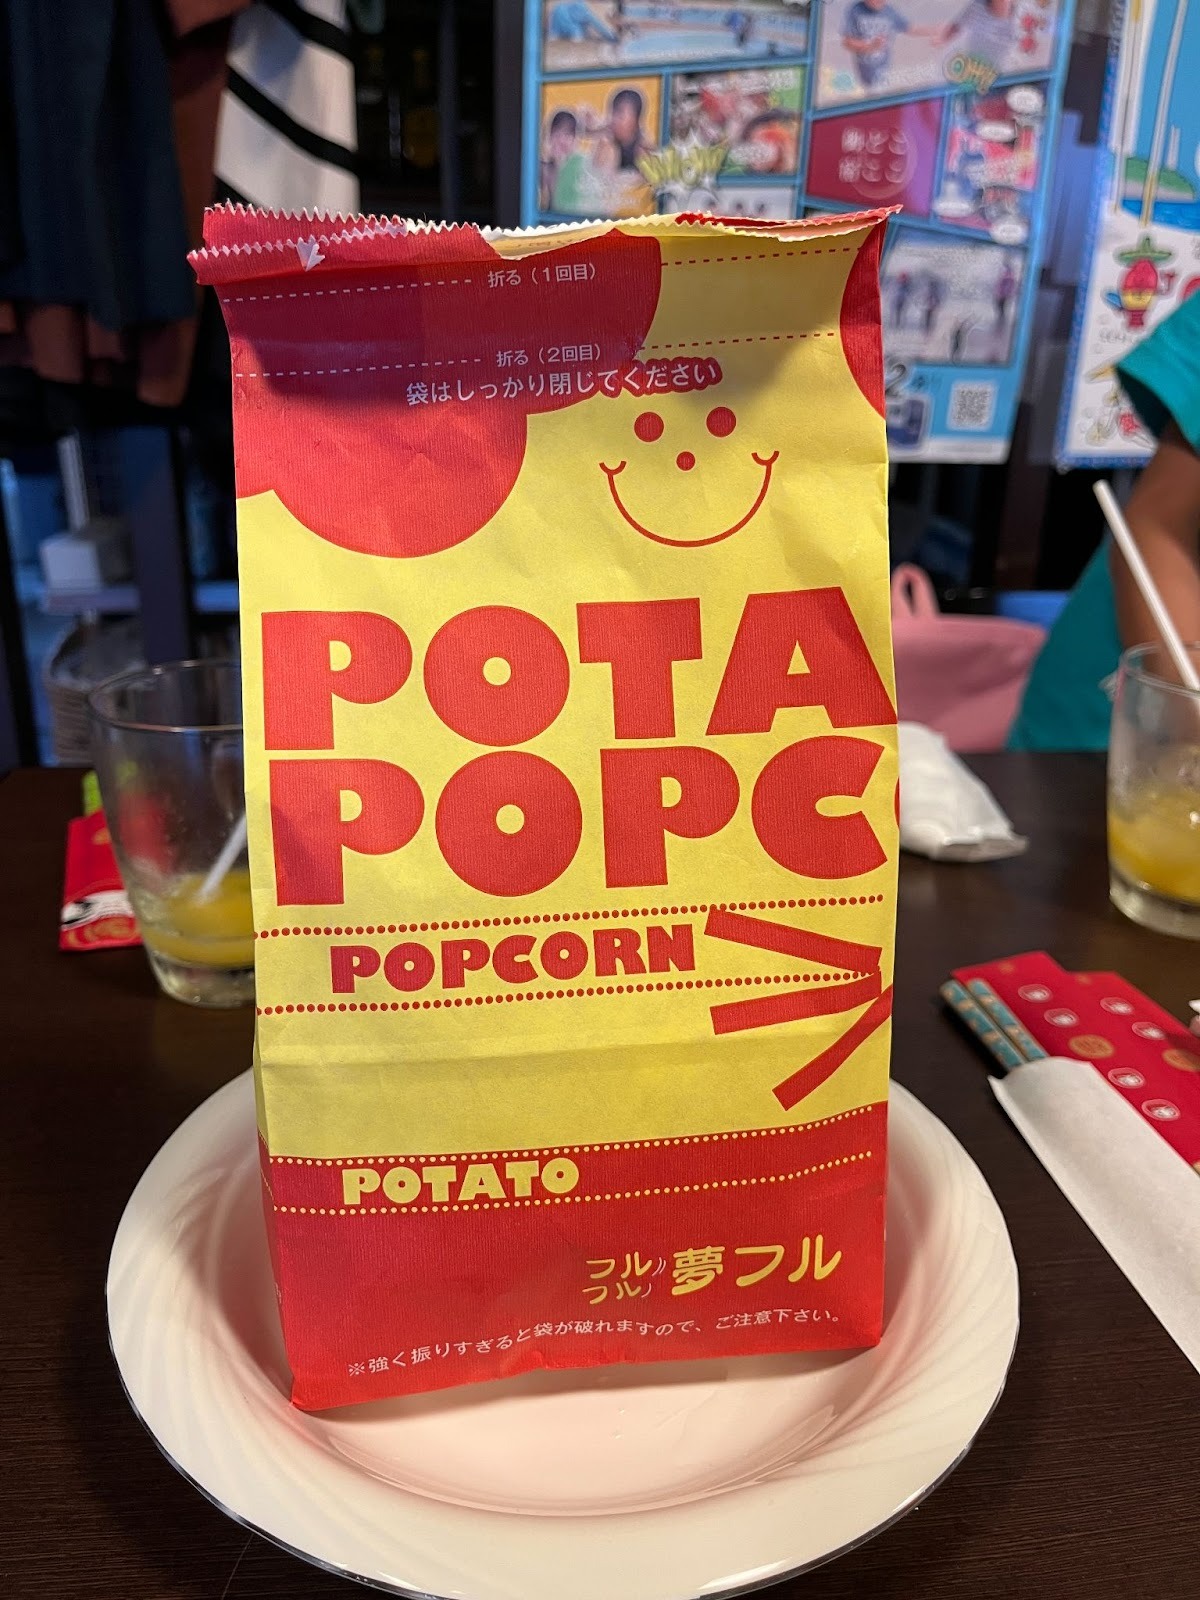 OH!!
WOW
折る（1回目）
折る（2回目）
袋はしっかり閉じてください
POTA
POPC
POPCORN
POTATO
フルフル 夢フル
※強く振りすぎると袋が破れますので、ご注意下さい。